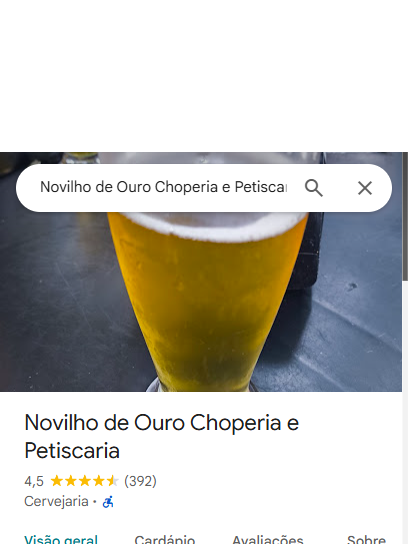 Novilho de Ouro Choperia e Petiscar
Novilho de Ouro Choperia e
Petiscaria
4,5 (392)
Cervejaria ·
Visão geral Cardápio Avaliações Sobre